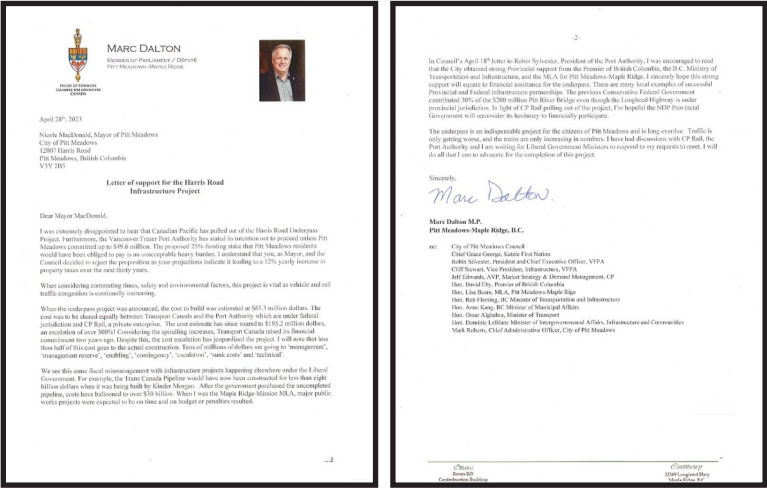 MARC DALTON
MEMBER OF PARLIAMENT / DÉPUTÉ
PITT MEADOWS-MAPLE RIDGE
HOUSE OF COMMONS
CHAMBRE DES COMMUNES
CANADA
April 28th, 2023
Nicole MacDonald, Mayor of Pitt Meadows
City of Pitt Meadows
12007 Harris Road
Pitt Meadows, British Columbia
V3Y 2B5
Letter of support for the Harris Road
Infrastructure Project
Dear Mayor MacDonald,
I was extremely disappointed to hear that Canadian Pacific has pulled out of the Harris Road Underpass
Project. Furthermore, the Vancouver Fraser Port Authority has stated its intention not to proceed unless Pitt
Meadows committed up to $49.6 million. The proposed 25% funding stake that Pitt Meadows residents
would have been obliged to pay is an unconceptable heavy burden. I understand that you, as Mayor, and the
Council decided to reject the proposition as your projections indicate it leading to a 12% yearly increase in
property taxes over the next thirty years.
When considering commuting times, safety and environmental factors, this project is vital as vehicle and rail
traffic congestion is continually increasing.
When the underpass project was announced, the cost to build was estimated at $63.3 million dollars. The
cost was to be shared equally between Transport Canada and the Port Authority which are under federal
jurisdiction and CP Rail, a private enterprise. The cost estimate has since soared to $195.2 million dollars,
an escalation of over 300%! Considering the spiralling increases, Transport Canada raised its financial
commitment two years ago. Despite this, the cost escalation has jeopardized the project. I will note that less
than half of this cost goes to the actual construction. Tens of millions of dollars are going to 'management',
'management reserve', 'enabling', 'contingency', 'escalation', 'sunk costs' and 'technical'.
We see this same fiscal mismanagement with infrastructure projects happening elsewhere under the Liberal
Government. For example, the Trans Canada Pipeline would have now been constructed for less than eight
billion dollars when it was being built by Kinder Morgan. After the government purchased the uncompleted
pipeline, costs have ballooned to over $30 billion. When I was the Maple Ridge-Mission MLA, major public
works projects were expected to be on time and on budget or penalties resulted.
...2
-2-
In Council's April 18th letter to Robin Sylvester, President of the Port Authority, I was encouraged to read
that the City obtained strong Provincial support from the Premier of British Columbia, the B.C. Ministry of
Transportation and Infrastructure, and the MLA for Pitt Meadows-Maple Ridge. I sincerely hope this strong
support will equate to financial assistance for the underpass. There are many local examples of successful
Provincial and Federal infrastructure partnerships. The previous Conservative Federal Government
contributed 50% of the $200 million Pitt River Bridge even though the Lougheed Highway is under
provincial jurisdiction. In light of CP Rail pulling out of the project, I'm hopeful the NDP Provincial
Government will reconsider its hesitancy to financially participate.
The underpass is an indispensable project for the citizens of Pitt Meadows and is long overdue. Traffic is
only getting worse, and the trains are only increasing in numbers. I have had discussions with CP Rail, the
Port Authority and I am waiting for Liberal Government Ministers to respond to my requests to meet. I will
do all that I can to advocate for the completion of this project.
Sincerely,
Marc Dalton.
Marc Dalton M.P.
Pitt Meadows-Maple Ridge, B.C.
cc: City of Pitt Meadows Council
Chief Grace George, Katzie First Nation
Robin Silvester, President and Chief Executive Officer, VFPA
Cliff Stewart, Vice President, Infrastructure, VFPA
Jeff Edwards, AVP, Market Strategy & Demand Management, CP
Hon. David Eby, Premier of British Columbia
Hon. Lisa Beare, MLA, Pitt Meadows-Maple Rige
Hon. Rob Fleming, BC Minister of Transportation and Infrastructure
Hon. Anne Kang, BC Minister of Municipal Affairs
Hon. Omar Alghabra, Minister of Transport
Hon. Dominic LeBlanc Minister of Intergovernmental Affairs, Infrastructure and Communities
Mark Roberts, Chief Administrative Officer, City of Pitt Meadows
Ottawa
Room 829
Confederation Building
Constituency
22369 Lougheed Hwy
Maple Ridge, B.C